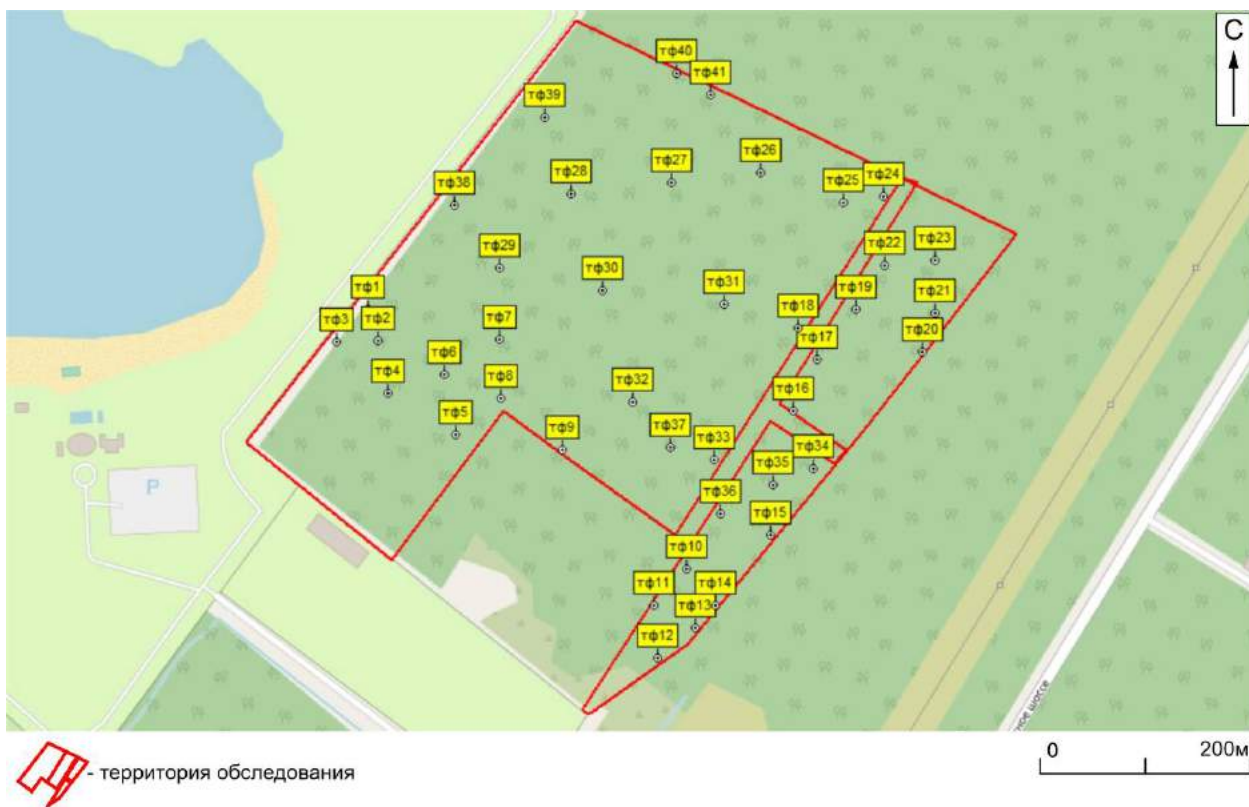 С
тф40
тф41
тф39
тф26
тф27
тф28
тф24
тф25
тф38
тф22
тф23
тф29
тф30
тф31
тф1
тф19
тф21
тф18
тф3
тф2
тф7
тф17
тф20
тф6
тф4
тф8
тф32
тф16
тф5
тф9
тф37
тф33
тф34
тф35
P
тф36
тф15
тф10
тф11
тф14
тф13
тф12
ное шоссе
- территория обследования
0 200м